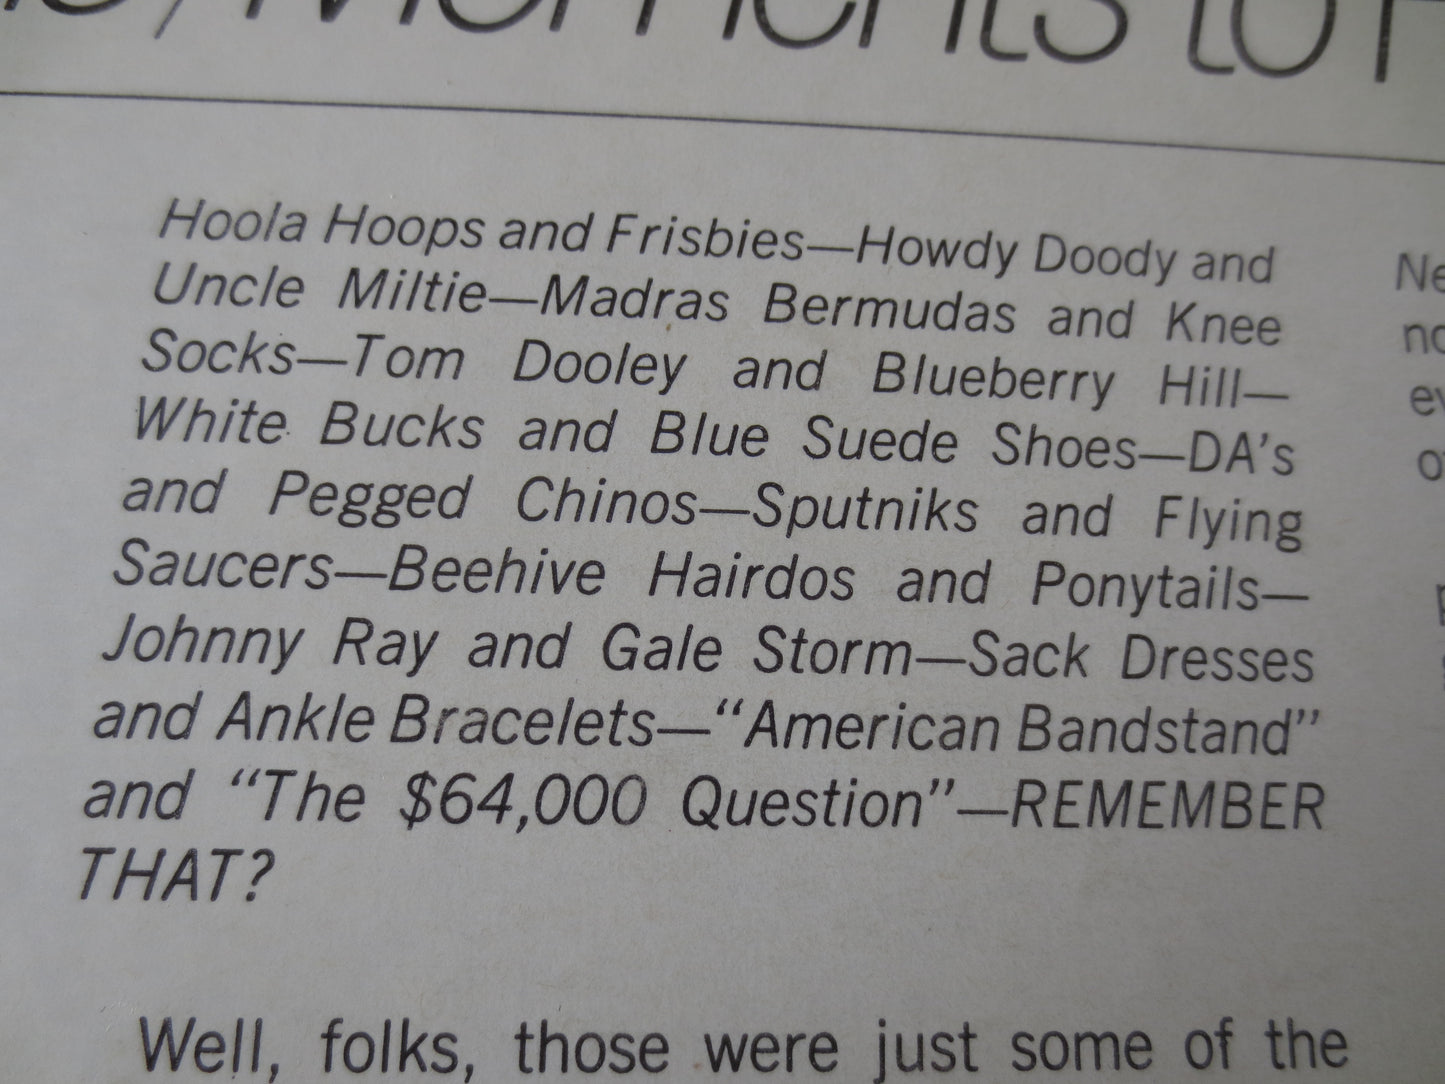 Moments to
Hoola Hoops and Frisbies—Howdy Doody and
Uncle Miltie—Madras Bermudas and Knee
Socks—Tom Dooley and Blueberry Hill—
White Bucks and Blue Suede Shoes—DA's
and Pegged Chinos—Sputniks and Flying
Saucers—Beehive Hairdos and Ponytails—
Johnny Ray and Gale Storm—Sack Dresses
and Ankle Bracelets—“American Bandstand”
and “The $64,000 Question”—REMEMBER
THAT?
Well, folks, those were just some of the